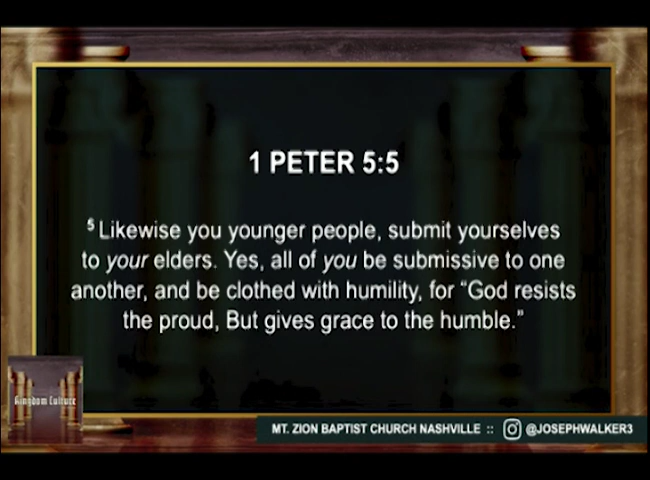 1 PETER 5:5
5 Likewise you younger people, submit yourselves
to your elders. Yes, all of you be submissive to one
another, and be clothed with humility, for “God resists
the proud, But gives grace to the humble.”
Kingdom Culture
MT. ZION BAPTIST CHURCH NASHVILLE :: @JOSEPHWALKER3